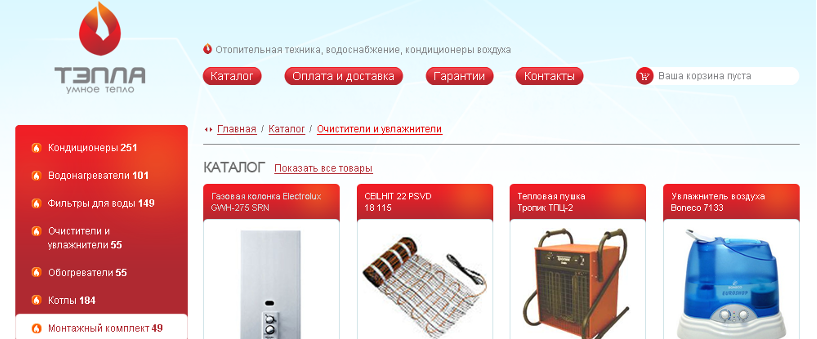 ТЭПЛА
умное тепло
Отопительная техника, водоснабжение, кондиционеры вохдуха
Каталог
Оплата и доставка
Гарантии
Контакты
Ваша корзина пуста
Кондиционеры 251
Водонагреватели 101
Фильтры для воды 149
Очистители и
увлажнители 55
Обогреватели 55
Котлы 184
Монтажный комплект 49
Главная / Каталог / Очистители и увлажнители
КАТАЛОГ Показать все товары
Газовая колонка Electrolux
GWH-275 SRN
CEILHIT 22 PSVD
18 115
Тепловая пушка
Тропик ТПЦ-2
Увлажнитель воздуха
Boneco 7133